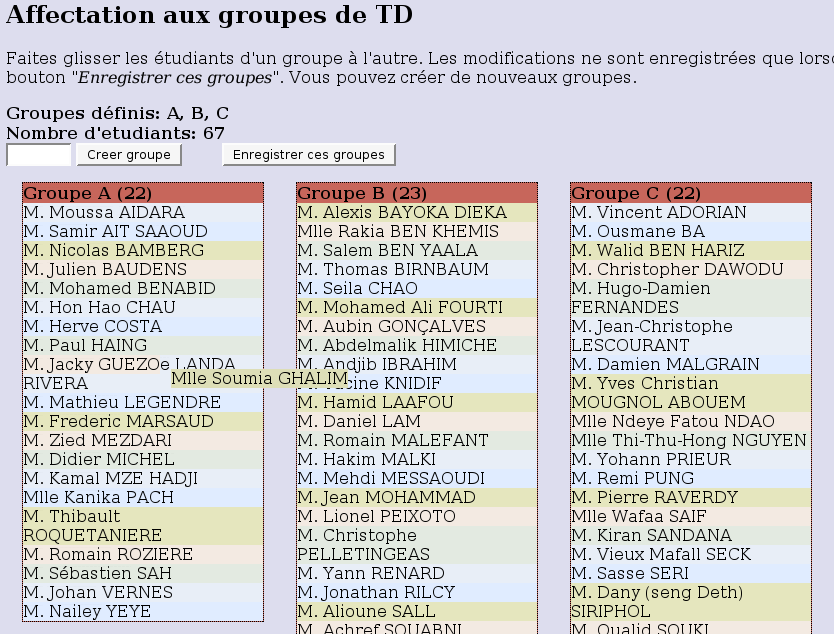 Affectation aux groupes de TD
Faites glisser les étudiants d'un groupe à l'autre. Les modifications ne sont enregistrées que lors
bouton "Enregistrer ces groupes". Vous pouvez créer de nouveaux groupes.
Groupes définis: A, B, C
Nombre d'etudiants: 67
Creer groupe
Enregistrer ces groupes
Groupe A (22)
M. Moussa AIDARA
M. Samir AIT SAAOUD
M. Nicolas BAMBERG
M. Julien BAUDENS
M. Mohamed BENABID
M. Hon Hao CHAU
M. Herve COSTA
M. Paul HAING
M. Jacky GUEZO
LANDA
RIVERA
Mlle Soumia GHALIM
M. Mathieu LEGENDRE
M. Frederic MARSAUD
M. Zied MEZDARI
M. Didier MICHEL
M. Kamal MZE HADJI
Mlle Kanika PACH
M. Thibault
ROQUETANIERE
M. Romain ROZIERE
M. Sébastien SAH
M. Johan VERNES
M. Nailey YEYE
Groupe B (23)
M. Alexis BAYOKA DIEKA
Mlle Rakia BEN KHEMIS
M. Salem BEN YAALA
M. Thomas BIRNBAUM
M. Seila CHAO
M. Mohamed Ali FOURTI
M. Aubin GONÇALVES
M. Abdelmalik HIMICHE
M. Andjib IBRAHIM
KNIDIF
M. Hamid LAAFOU
M. Daniel LAM
M. Romain MALEFANT
M. Hakim MALKI
M. Mehdi MESSAOUDI
M. Jean MOHAMMAD
M. Lionel PEIXOTO
M. Christophe
PELLETINGEAS
M. Yann RENARD
M. Jonathan RILCY
M. Alioune SALL
M. Achref SOUABNI
Groupe C (22)
M. Vincent ADORIAN
M. Ousmane BA
M. Walid BEN HARIZ
M. Christopher DAWODU
M. Hugo-Damien
FERNANDES
M. Jean-Christophe
LESCOURANT
M. Damien MALGRAIN
M. Yves Christian
MOUGNOL ABOUEM
Mlle Ndeye Fatou NDAO
Mlle Thi-Thu-Hong NGUYEN
M. Yohann PRIEUR
M. Remi PUNG
M. Pierre RAVERDY
Mlle Wafaa SAIF
M. Kiran SANDANA
M. Vieux Mafall SECK
M. Sasse SERI
M. Dany (seng Deth)
SIRIPHOL
M. Oualid SOUKI